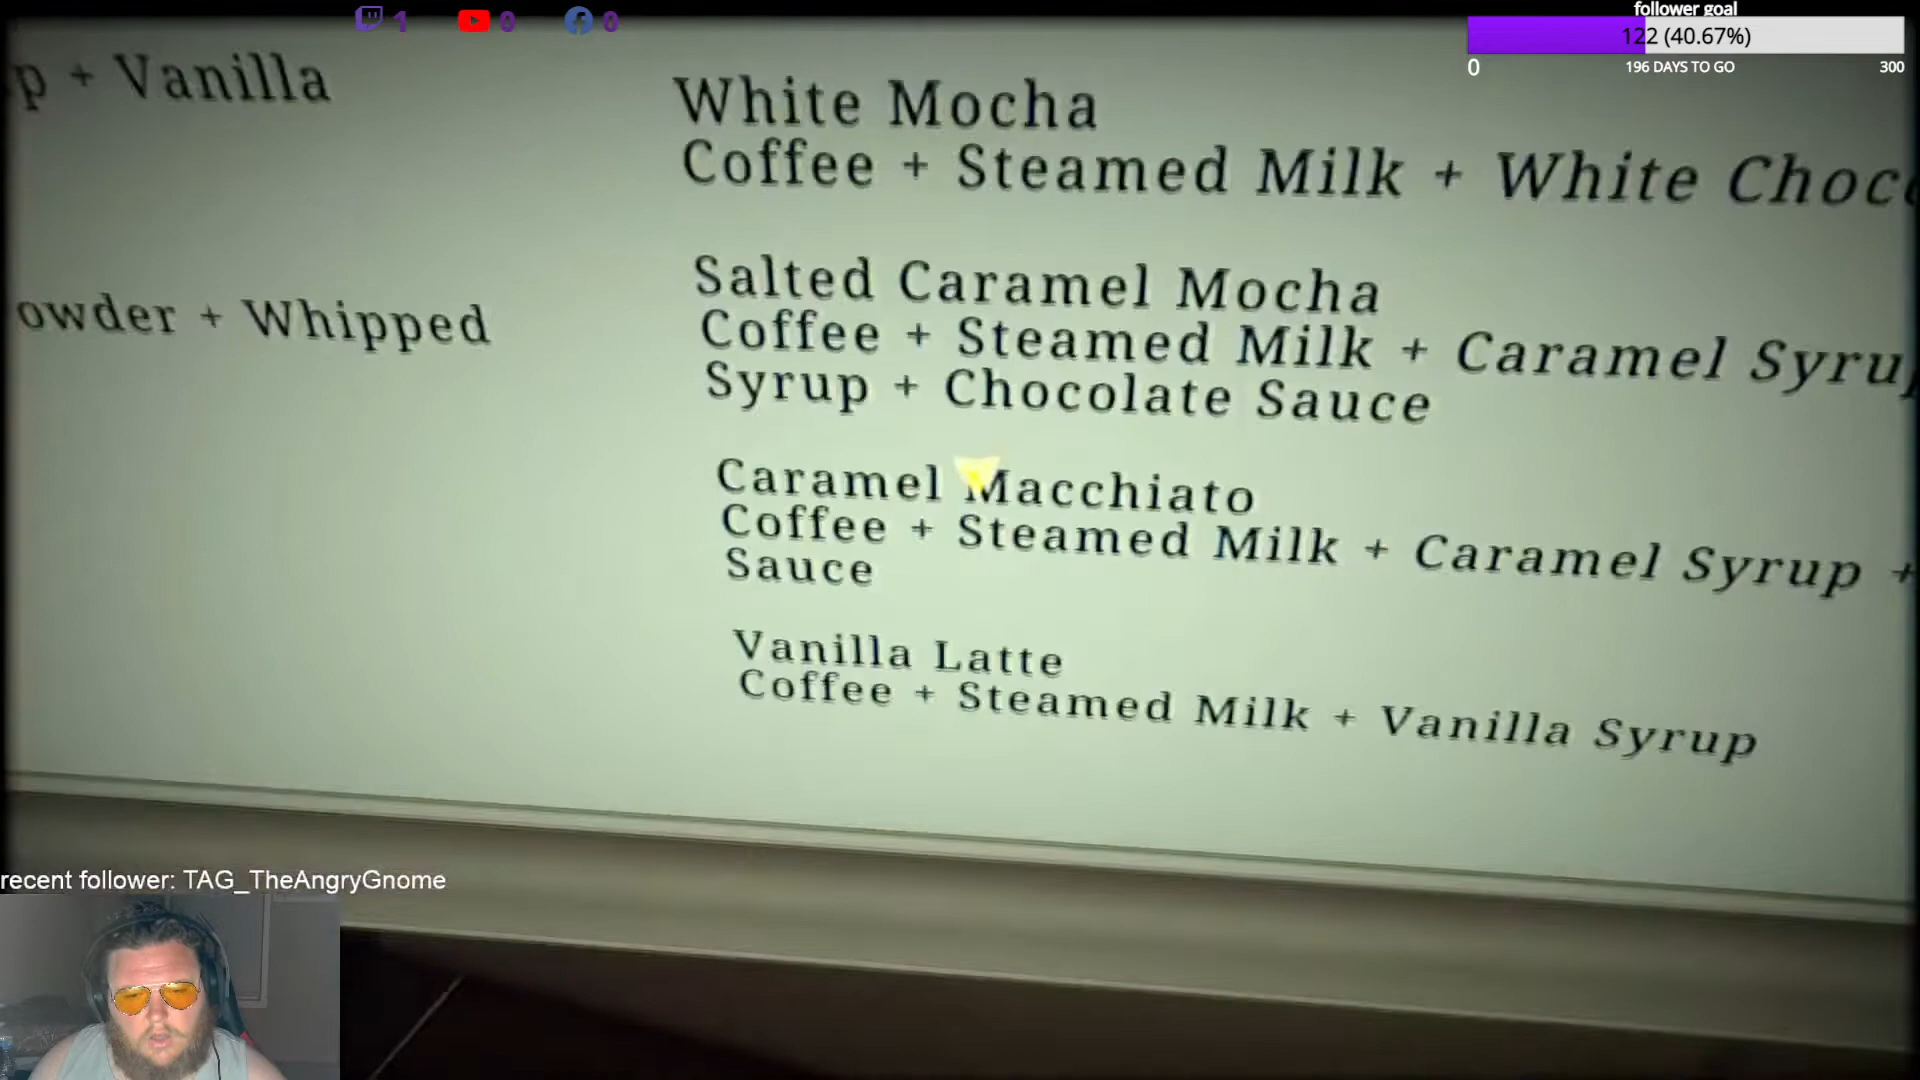 1 0 0
follower goal
122 (40.67%)
0 196 DAYS TO GO 300
p + Vanilla
owder + Whipped
White Mocha
Coffee + Steamed Milk + White Choc
Salted Caramel Mocha
Coffee + Steamed Milk + Caramel Syru
Syrup + Chocolate Sauce
Caramel Macchiato
Coffee + Steamed Milk + Caramel Syrup +
Sauce
Vanilla Latte
Coffee + Steamed Milk + Vanilla Syrup
recent follower: TAG_TheAngryGnome